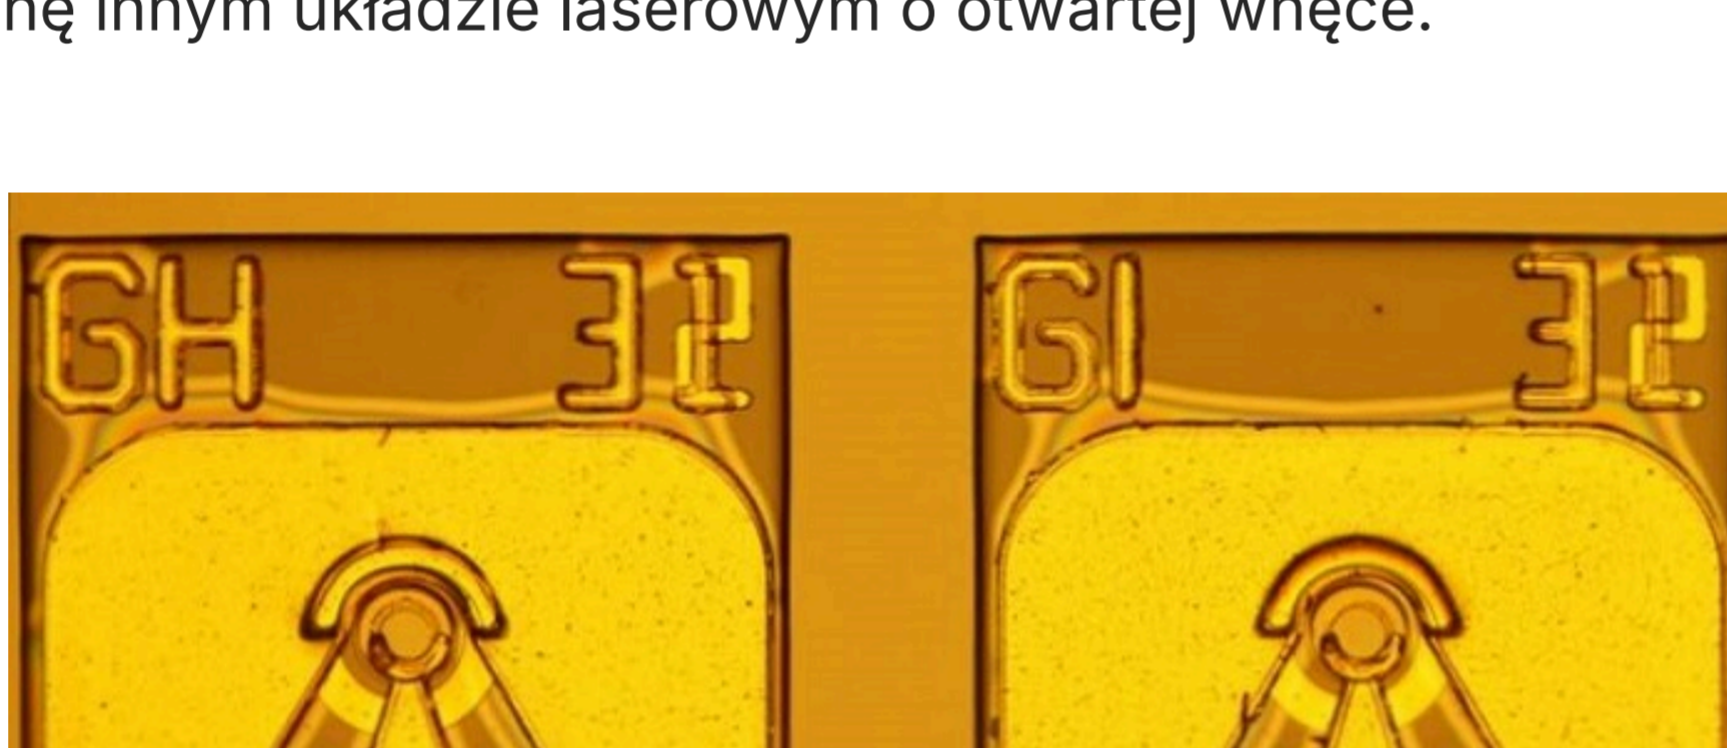 nę innym układzie laserowym o otwartej wnęce.
GH 32 GI 32